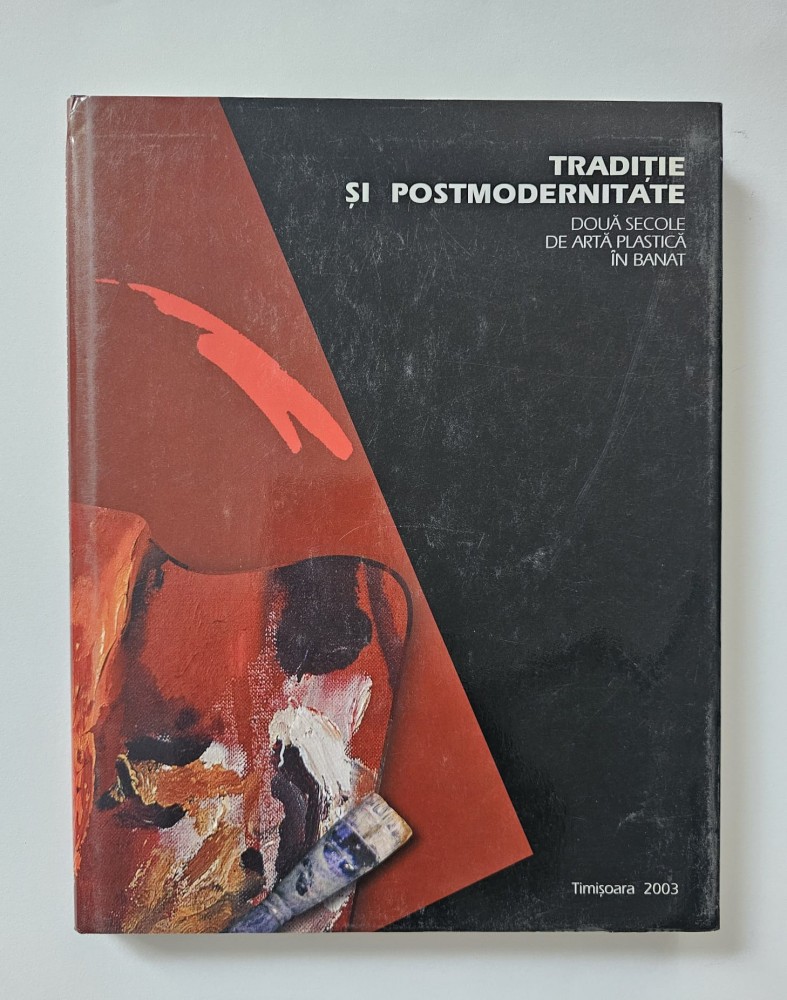 TRADIȚIE
ȘI POSTMODERNITATE
DOUĂ SECOLE
DE ARTĂ PLASTICĂ
ÎN BANAT
Timișoara 2003